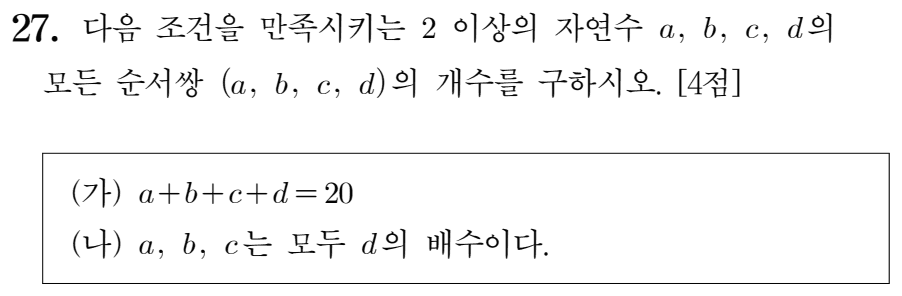 27. 다음 조건을 만족시키는 2 이상의 자연수 a, b, c, d의
모든 순서쌍 (a, b, c, d)의 개수를 구하시오. [4점]
(가) a+b+c+d=20
(나) a, b, c는 모두 d의 배수이다.